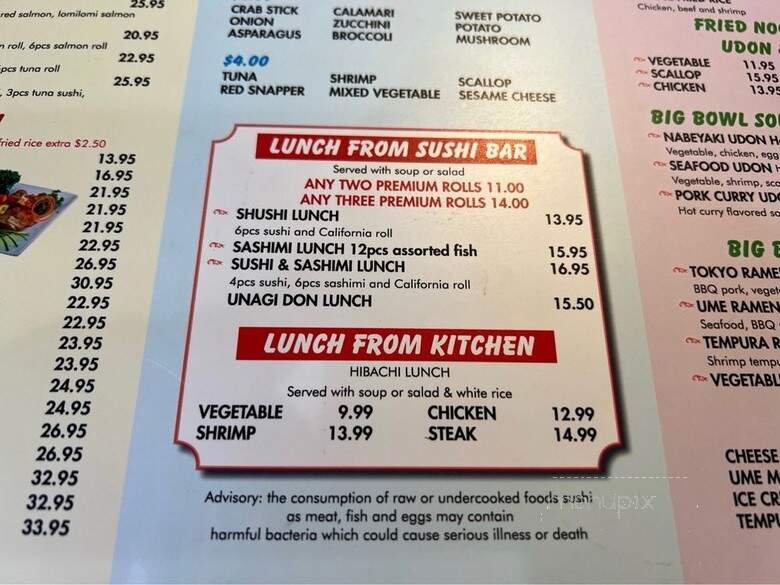 25.95
red salmon, lomilomi salmon
20.95
n roll, 6pcs salmon roll
22.95
pcs tuna roll
25.95
, 3pcs tuna sushi,
fried rice extra $2.50
13.95
16.95
21.95
21.95
21.95
22.95
26.95
30.95
22.95
22.95
23.95
23.95
24.95
24.95
26.95
26.95
32.95
32.95
33.95
CRAB STICK CALAMARI SWEET POTATO
ONION ZUCCHINI POTATO
ASPARAGUS BROCCOLI MUSHROOM
$4.00
TUNA SHRIMP SCALLOP
RED SNAPPER MIXED VEGETABLE SESAME CHEESE
LUNCH FROM SUSHI BAR
Served with soup or salad
ANY TWO PREMIUM ROLLS 11.00
ANY THREE PREMIUM ROLLS 14.00
SHUSHI LUNCH 13.95
6pcs sushi and California roll
SASHIMI LUNCH 12pcs assorted fish 15.95
SUSHI & SASHIMI LUNCH 16.95
4pcs sushi, 6pcs sashimi and California roll
UNAGI DON LUNCH 15.50
LUNCH FROM KITCHEN
HIBACHI LUNCH
Served with soup or salad & white rice
VEGETABLE 9.99 CHICKEN 12.99
SHRIMP 13.99 STEAK 14.99
Advisory: the consumption of raw or undercooked foods sushi
as meat, fish and eggs may contain
harmful bacteria which could cause serious illness or death
menupix
Chicken, beef and shrimp
FRIED NOO
UDON
VEGETABLE 11.95
SCALLOP 15.95
CHICKEN 13.95
BIG BOWL SOU
NABEYAKI UDON H
Vegetable, chicken, egg
SEAFOOD UDON H
Vegetable, shrimp, sca
PORK CURRY UDO
Hot curry flavored so
BIG B
TOKYO RAME
BBQ pork, veget
UME RAMEN
Seafood, BBQ
TEMPURA R
Shrimp tempu
VEGETABL
CHEESE
UME M
ICE CR
TEMPU